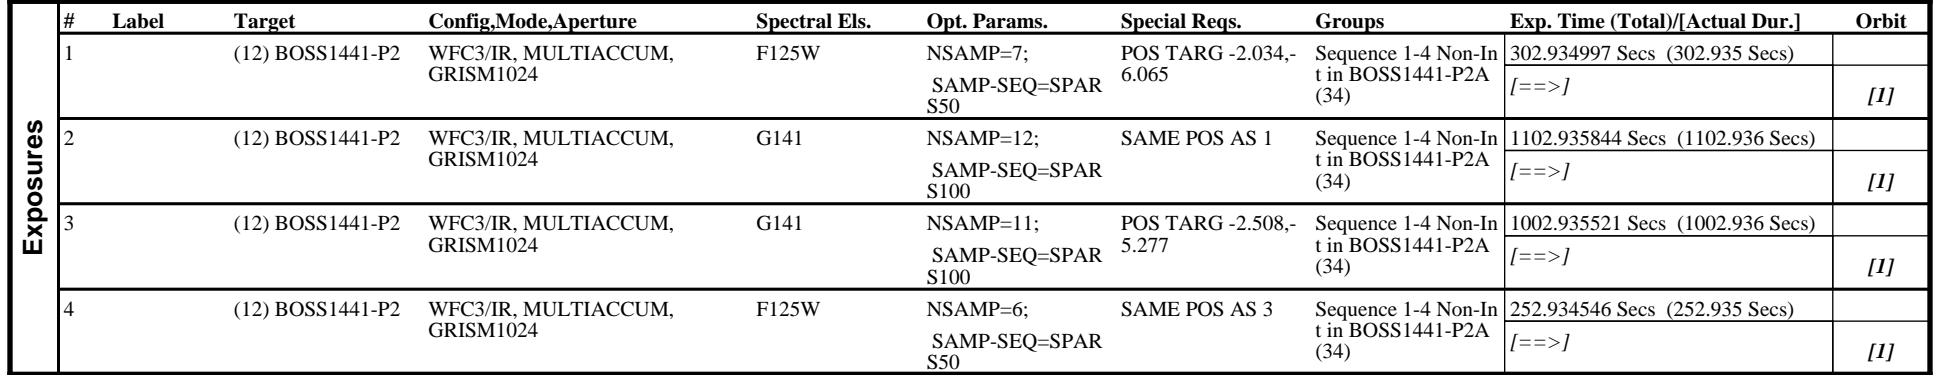 Exposures
# Label Target Config,Mode,Aperture Spectral Els. Opt. Params. Special Reqs. Groups Exp. Time (Total)/[Actual Dur.] Orbit
1 (12) BOSS1441-P2 WFC3/IR, MULTIACCUM, F125W NSAMP=7; POS TARG -2.034,- Sequence 1-4 Non-In 302.934997 Secs (302.935 Secs)
GRISM1024 6.065 t in BOSS1441-P2A
SAMP-SEQ=SPAR (34) [==>]
S50 [1]
2 (12) BOSS1441-P2 WFC3/IR, MULTIACCUM, G141 NSAMP=12; SAME POS AS 1 Sequence 1-4 Non-In 1102.935844 Secs (1102.936 Secs)
GRISM1024 t in BOSS1441-P2A
SAMP-SEQ=SPAR (34) [==>]
S100 [1]
3 (12) BOSS1441-P2 WFC3/IR, MULTIACCUM, G141 NSAMP=11; POS TARG -2.508,- Sequence 1-4 Non-In 1002.935521 Secs (1002.936 Secs)
GRISM1024 5.277 t in BOSS1441-P2A
SAMP-SEQ=SPAR (34) [==>]
S100 [1]
4 (12) BOSS1441-P2 WFC3/IR, MULTIACCUM, F125W NSAMP=6; SAME POS AS 3 Sequence 1-4 Non-In 252.934546 Secs (252.935 Secs)
GRISM1024 t in BOSS1441-P2A
SAMP-SEQ=SPAR (34) [==>]
S50 [1]